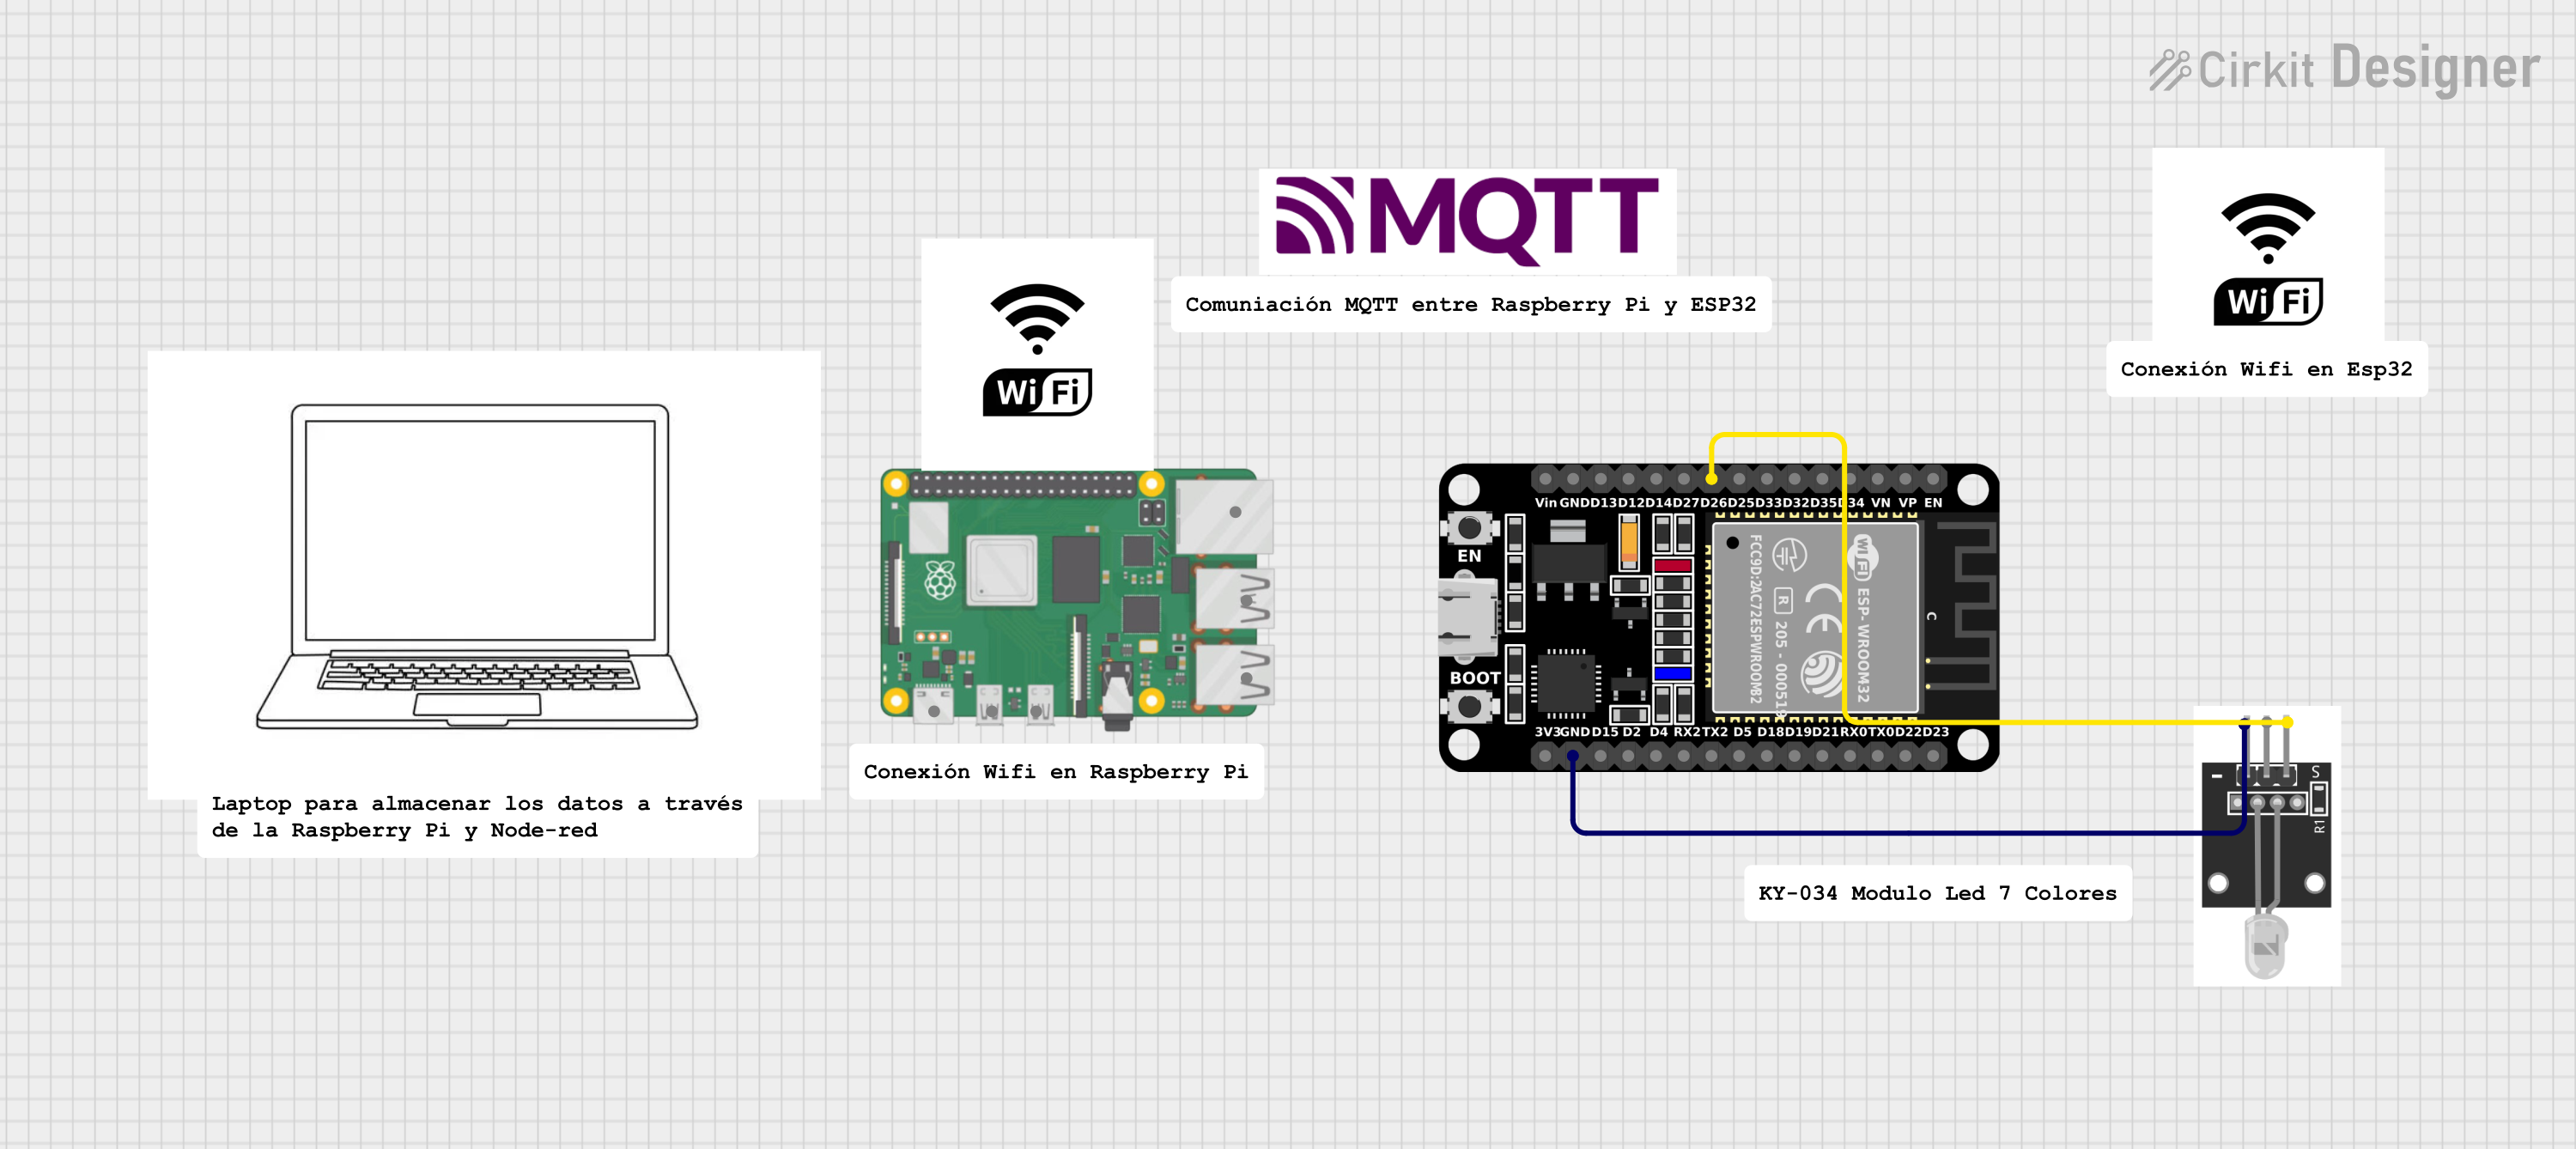 Cirkit Designer
MQTT
Comuniación MQTT entre Raspberry Pi y ESP32
Wi Fi
Conexión Wifi en Esp32
Wi Fi
Conexión Wifi en Raspberry Pi
Laptop para almacenar los datos a través
de la Raspberry Pi y Node-red
Vin GND D13 D12 D14 D27 D26 D25 D33 D32 D35 D34 VN VP EN
EN
BOOT
FCC9D:2AC72ESPWROOM32
R 205 - 000519
CE
WiFi ESP-WROOM32
C
3V3 GND D15 D2 D4 RX2 TX2 D5 D18 D19 D21 RX0 TX0 D22 D23
- S
R1
KY-034 Modulo Led 7 Colores